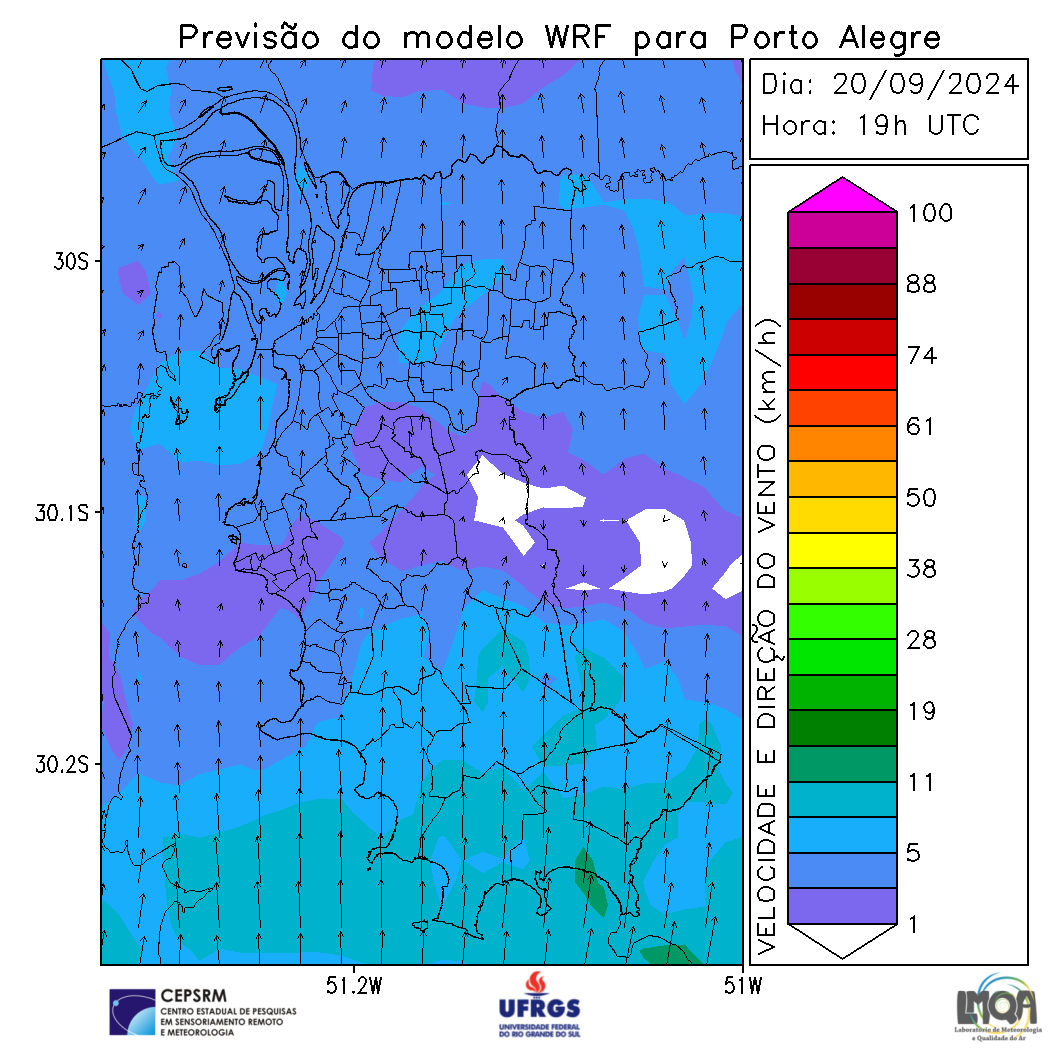 Previsão do modelo WRF para Porto Alegre
Dia: 20/09/2024
Hora: 19h UTC
30S
30.1S
30.2S
51.2W
51W
VELOCIDADE E DIREÇÃO DO VENTO (km/h)
100
88
74
61
50
38
28
19
11
5
1
CEPSRM
CENTRO ESTADUAL DE PESQUISAS
EM SENSORIAMENTO REMOTO
E METEOROLOGIA
UFRGS
UNIVERSIDADE FEDERAL
DO RIO GRANDE DO SUL
LMQA
Laboratório de Meteorologia
e Qualidade do Ar